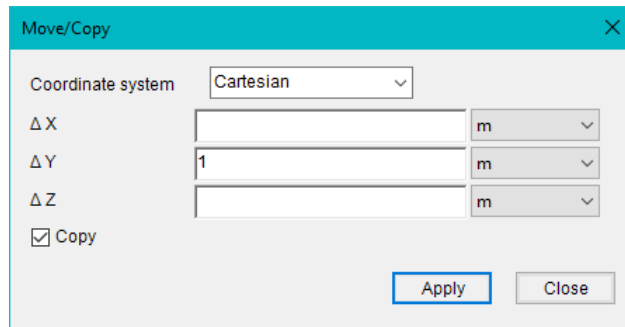 Move/Copy
Coordinate system Cartesian
Δ X m
Δ Y 1 m
Δ Z m
Copy
Apply Close